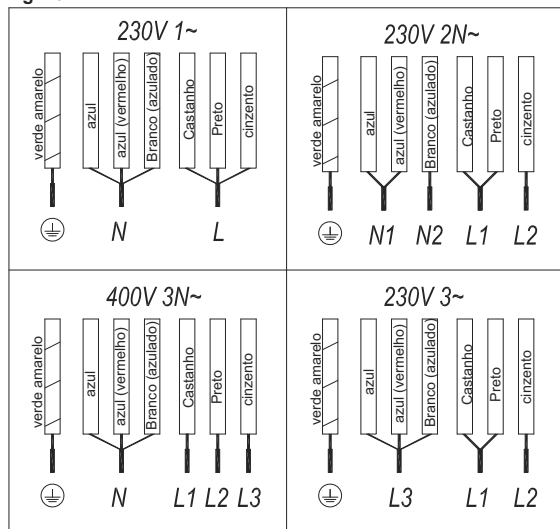 230V 1~
verde amarelo
azul
azul (vermelho)
Branco (azulado)
Castanho
Preto
cinzento
N
L
230V 2N~
verde amarelo
azul
azul (vermelho)
Branco (azulado)
Castanho
Preto
cinzento
N1 N2 L1 L2
400V 3N~
verde amarelo
azul
azul (vermelho)
Branco (azulado)
Castanho
Preto
cinzento
N
L1 L2 L3
230V 3~
verde amarelo
azul
azul (vermelho)
Branco (azulado)
Castanho
Preto
cinzento
L3
L1
L2